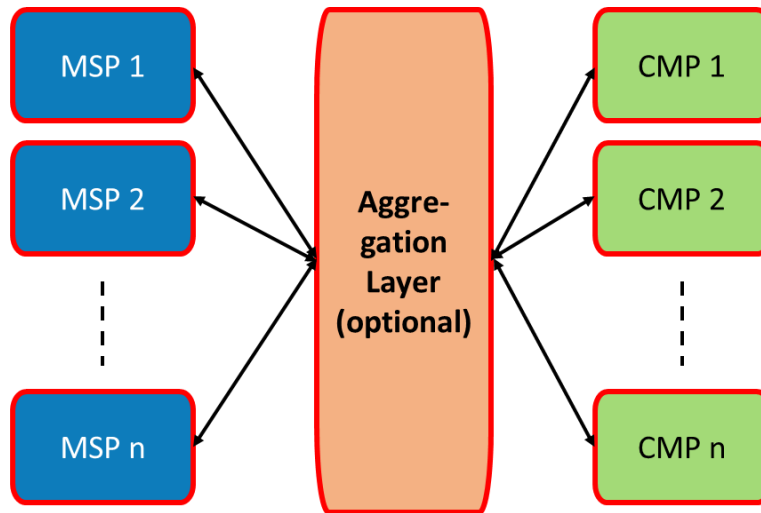 MSP 1
MSP 2
MSP n
Aggre-
gation
Layer
(optional)
CMP 1
CMP 2
CMP n